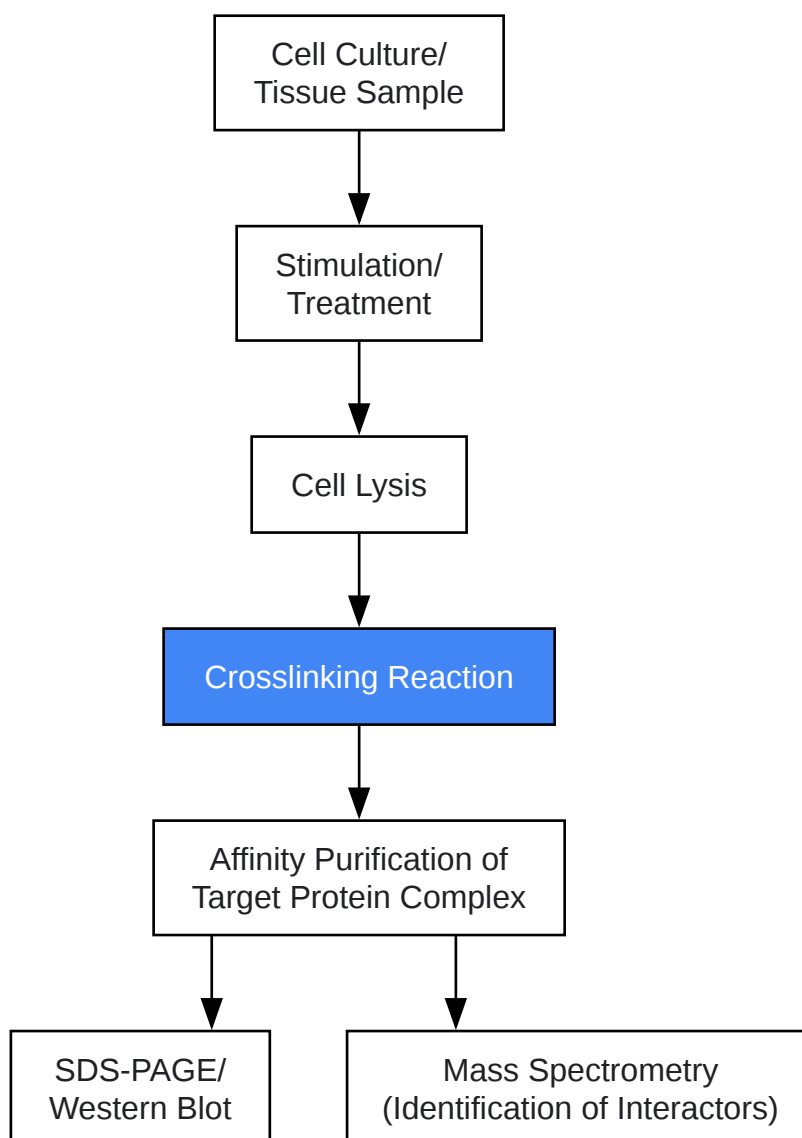 Cell Culture/
Tissue Sample
Stimulation/
Treatment
Cell Lysis
Crosslinking Reaction
Affinity Purification of
Target Protein Complex
SDS-PAGE/
Western Blot
Mass Spectrometry
(Identification of Interactors)